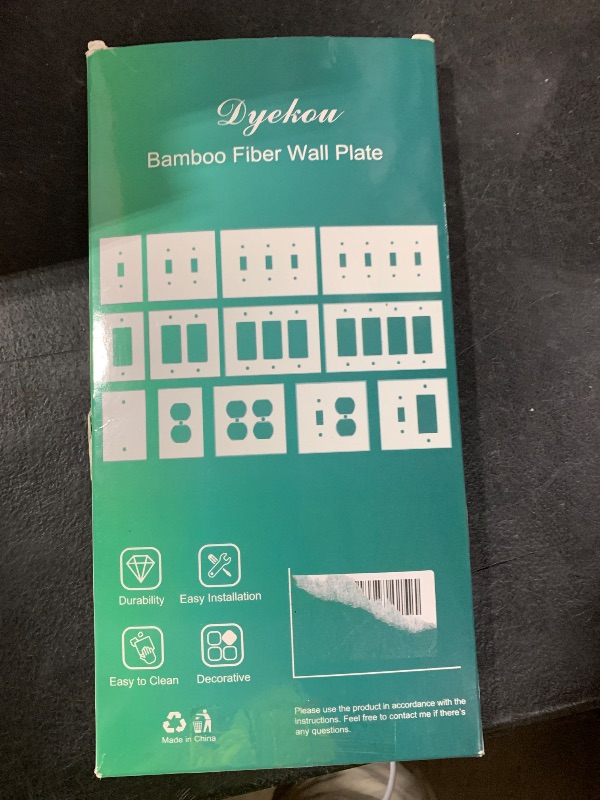 Dyekou
Bamboo Fiber Wall Plate
Durability
Easy Installation
Easy to Clean
Decorative
Made in China
Please use the product in accordance with the
instructions. Feel free to contact me if there's
any questions.